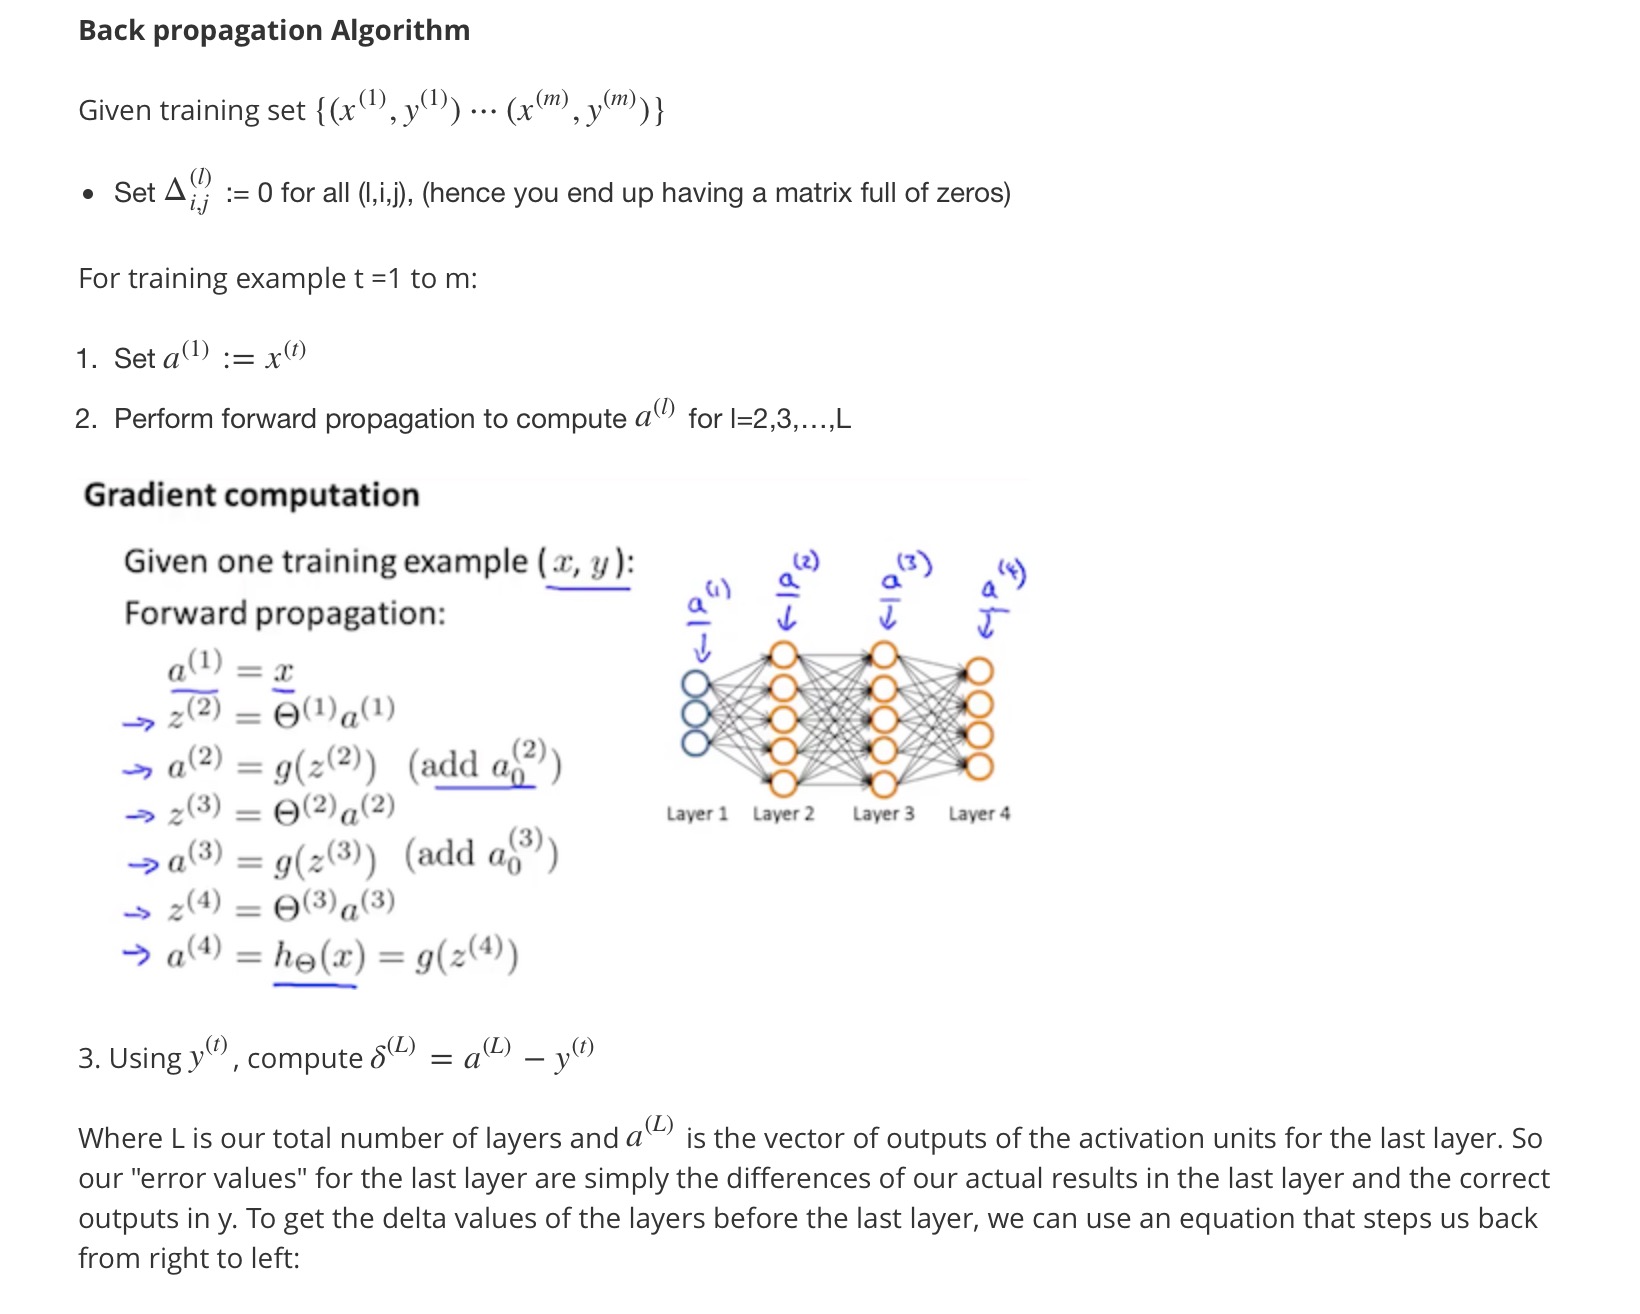 Back propagation Algorithm
Given training set {(x^(1), y^(1)) ⋯ (x^(m), y^(m))}
• Set Δ^(l)_i,j := 0 for all (l,i,j), (hence you end up having a matrix full of zeros)
For training example t =1 to m:
1. Set a^(1) := x^(t)
2. Perform forward propagation to compute a^(l) for l=2,3,…,L
Gradient computation
Given one training example (x, y):
Forward propagation:
a^(1) = x
→ z^(2) = Θ^(1)a^(1)
→ a^(2) = g(z^(2)) (add a_0^(2))
→ z^(3) = Θ^(2)a^(2)
→ a^(3) = g(z^(3)) (add a_0^(3))
→ z^(4) = Θ^(3)a^(3)
→ a^(4) = h_Θ(x) = g(z^(4))
a^(1) a^(2) a^(3) a^(4)
Layer 1 Layer 2 Layer 3 Layer 4
3. Using y^(t), compute δ^(L) = a^(L) − y^(t)
Where L is our total number of layers and a^(L) is the vector of outputs of the activation units for the last layer. So
our "error values" for the last layer are simply the differences of our actual results in the last layer and the correct
outputs in y. To get the delta values of the layers before the last layer, we can use an equation that steps us back
from right to left: